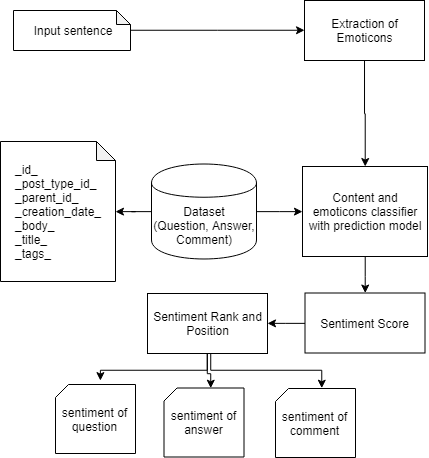 Input sentence
Extraction of
Emoticons
_id_
_post_type_id_
_parent_id_
_creation_date_
_body_
_title_
_tags_
Dataset
(Question, Answer,
Comment)
Content and
emoticons classifier
with prediction model
Sentiment Rank and
Position
Sentiment Score
sentiment of
question
sentiment of
answer
sentiment of
comment